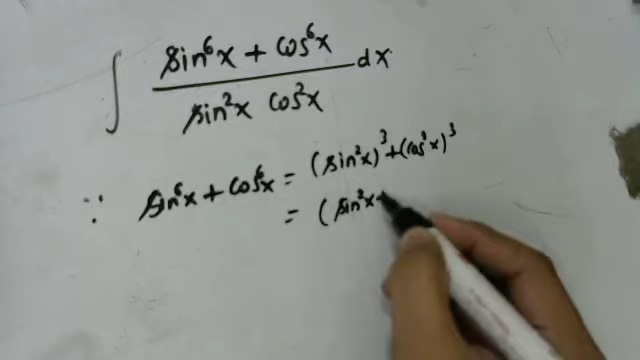 ∫ (sin⁶x + cos⁶x) / (sin²x cos²x) dx
∵ sin⁶x + cos⁶x = (sin²x)³ + (cos²x)³
= (sin²x +